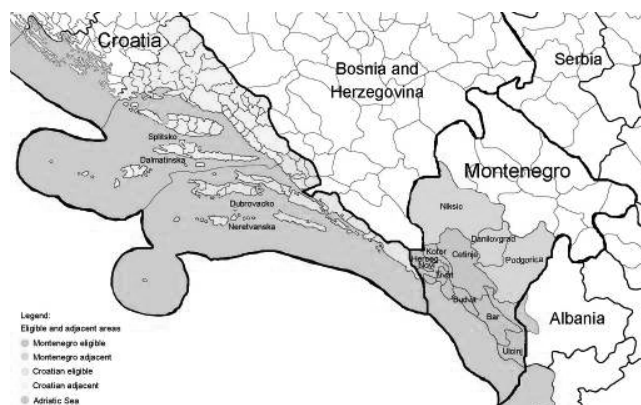 Croatia
Bosnia and
Herzegovina
Serbia
Montenegro
Albania
Splitsko
Dalmatinska
Dubrovacko
Neretvanska
Niksic
Danilovgrad
Podgorica
Kotor
Cetinje
Herceg
Novi
Tivat
Budva
Bar
Ulcinj
Legend:
Eligible and adjacent areas
Montenegro eligible
Montenegro adjacent
Croatian eligible
Croatian adjacent
Adriatic Sea